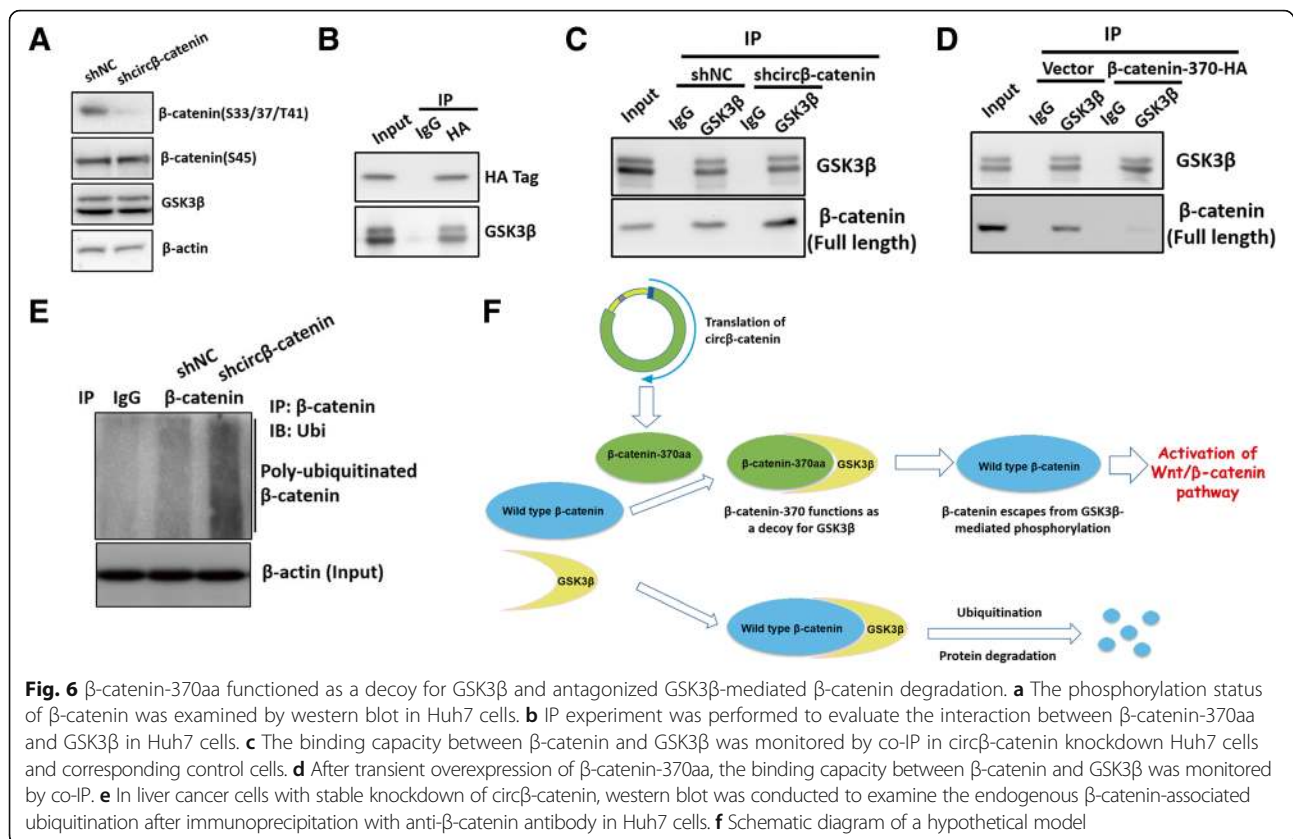 A
shNC
shcircβ-catenin
β-catenin(S33/37/T41)
β-catenin(S45)
GSK3β
β-actin
B
IP
Input
IgG
HA
HA Tag
GSK3β
C
IP
shNC
shcircβ-catenin
Input
IgG
GSK3β
IgG
GSK3β
GSK3β
β-catenin
(Full length)
D
IP
Vector
β-catenin-370-HA
Input
IgG
GSK3β
IgG
GSK3β
GSK3β
β-catenin
(Full length)
E
shNC
shcircβ-catenin
IP IgG β-catenin
IP: β-catenin
IB: Ubi
Poly-ubiquitinated
β-catenin
β-actin (Input)
F
Translation of
circβ-catenin
β-catenin-370aa
Wild type β-catenin
GSK3β
β-catenin-370aa
GSK3β
β-catenin-370 functions as
a decoy for GSK3β
Wild type β-catenin
β-catenin escapes from GSK3β-
mediated phosphorylation
Activation of
Wnt/β-catenin
pathway
Wild type β-catenin
GSK3β
Ubiquitination
Protein degradation
Fig. 6 β-catenin-370aa functioned as a decoy for GSK3β and antagonized GSK3β-mediated β-catenin degradation. a The phosphorylation status
of β-catenin was examined by western blot in Huh7 cells. b IP experiment was performed to evaluate the interaction between β-catenin-370aa
and GSK3β in Huh7 cells. c The binding capacity between β-catenin and GSK3β was monitored by co-IP in circβ-catenin knockdown Huh7 cells
and corresponding control cells. d After transient overexpression of β-catenin-370aa, the binding capacity between β-catenin and GSK3β was monitored
by co-IP. e In liver cancer cells with stable knockdown of circβ-catenin, western blot was conducted to examine the endogenous β-catenin-associated
ubiquitination after immunoprecipitation with anti-β-catenin antibody in Huh7 cells. f Schematic diagram of a hypothetical model